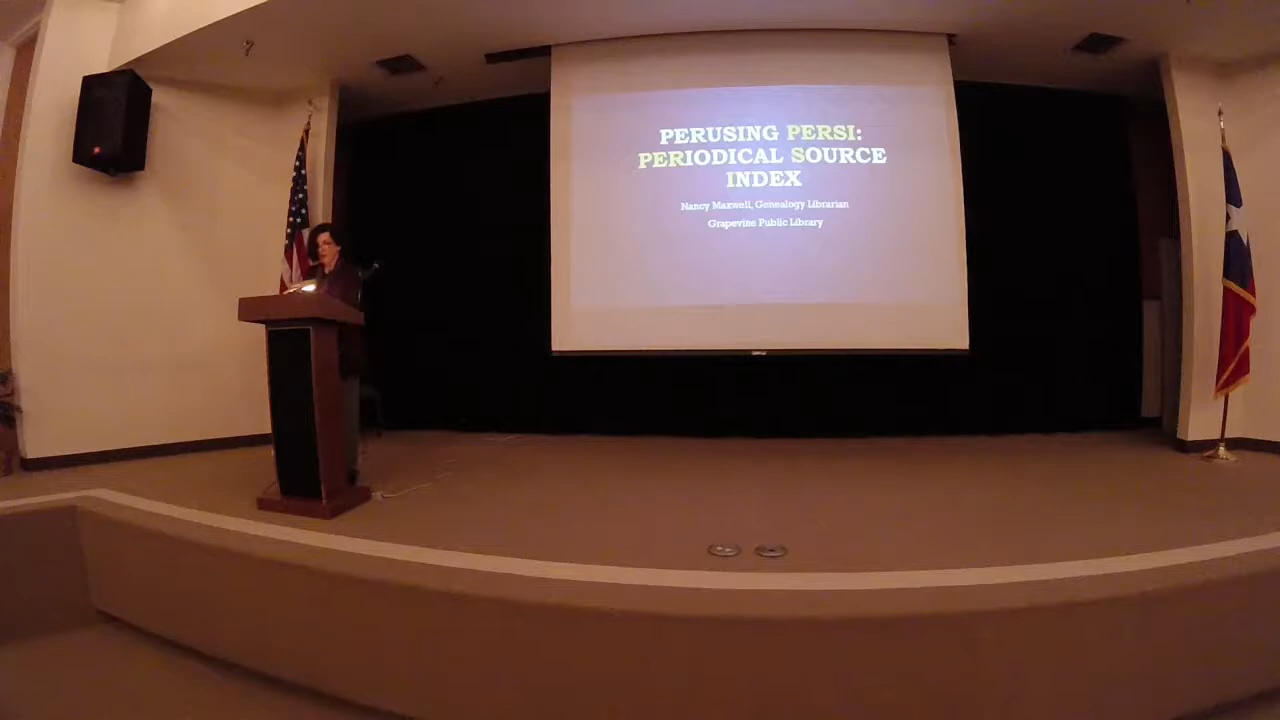 PERUSING PERSI:
PERIODICAL SOURCE
INDEX
Nancy Maxwell, Genealogy Librarian
Grapevine Public Library